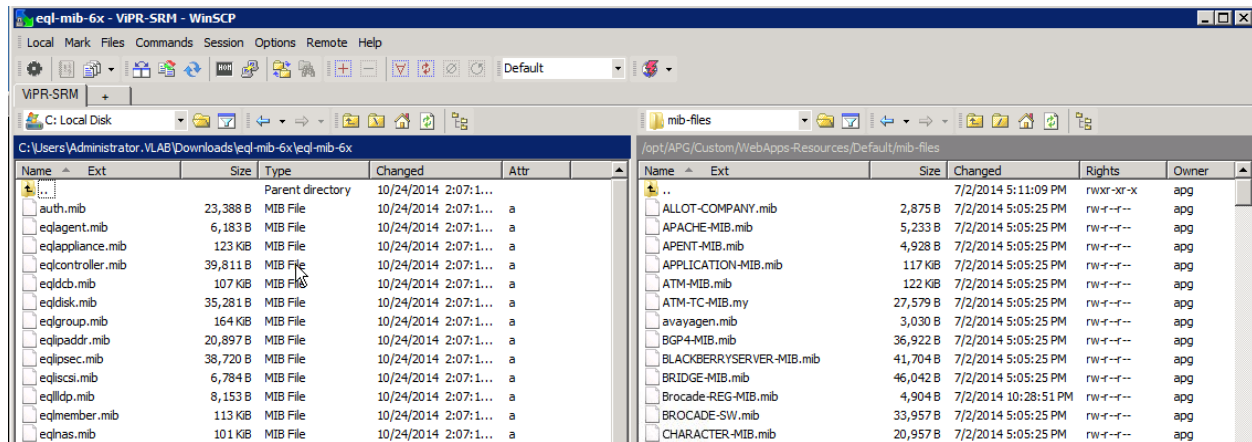 eql-mib-6x - ViPR-SRM - WinSCP
Local Mark Files Commands Session Options Remote Help
Default
ViPR-SRM +
C: Local Disk
mib-files
C:\Users\Administrator.VLAB\Downloads\eql-mib-6x\eql-mib-6x
/opt/APG/Custom/WebApps-Resources/Default/mib-files
Name Ext Size Type Changed Attr
.. Parent directory 10/24/2014 2:07:1...
auth.mib 23,388 B MIB File 10/24/2014 2:07:1... a
eqlagent.mib 6,183 B MIB File 10/24/2014 2:07:1... a
eqlappliance.mib 123 KiB MIB File 10/24/2014 2:07:1... a
eqlcontroller.mib 39,811 B MIB File 10/24/2014 2:07:1... a
eqldcb.mib 107 KiB MIB File 10/24/2014 2:07:1... a
eqldisk.mib 35,281 B MIB File 10/24/2014 2:07:1... a
eqlgroup.mib 164 KiB MIB File 10/24/2014 2:07:1... a
eqlipaddr.mib 20,897 B MIB File 10/24/2014 2:07:1... a
eqlipsec.mib 38,720 B MIB File 10/24/2014 2:07:1... a
eqliscsi.mib 6,784 B MIB File 10/24/2014 2:07:1... a
eqllldp.mib 8,153 B MIB File 10/24/2014 2:07:1... a
eqlmember.mib 113 KiB MIB File 10/24/2014 2:07:1... a
eqlnas.mib 101 KiB MIB File 10/24/2014 2:07:1... a
Name Ext Size Changed Rights Owner
.. 7/2/2014 5:11:09 PM rwxr-xr-x apg
ALLOT-COMPANY.mib 2,875 B 7/2/2014 5:05:25 PM rw-r--r-- apg
APACHE-MIB.mib 5,233 B 7/2/2014 5:05:25 PM rw-r--r-- apg
APENT-MIB.mib 4,928 B 7/2/2014 5:05:25 PM rw-r--r-- apg
APPLICATION-MIB.mib 117 KiB 7/2/2014 5:05:25 PM rw-r--r-- apg
ATM-MIB.mib 122 KiB 7/2/2014 5:05:25 PM rw-r--r-- apg
ATM-TC-MIB.my 27,579 B 7/2/2014 5:05:25 PM rw-r--r-- apg
avayagen.mib 3,030 B 7/2/2014 5:05:25 PM rw-r--r-- apg
BGP4-MIB.mib 36,922 B 7/2/2014 5:05:25 PM rw-r--r-- apg
BLACKBERRYSERVER-MIB.mib 41,704 B 7/2/2014 5:05:25 PM rw-r--r-- apg
BRIDGE-MIB.mib 46,042 B 7/2/2014 5:05:25 PM rw-r--r-- apg
Brocade-REG-MIB.mib 4,904 B 7/2/2014 10:28:51 PM rw-r--r-- apg
BROCADE-SW.mib 33,957 B 7/2/2014 5:05:25 PM rw-r--r-- apg
CHARACTER-MIB.mib 20,957 B 7/2/2014 5:05:25 PM rw-r--r-- apg